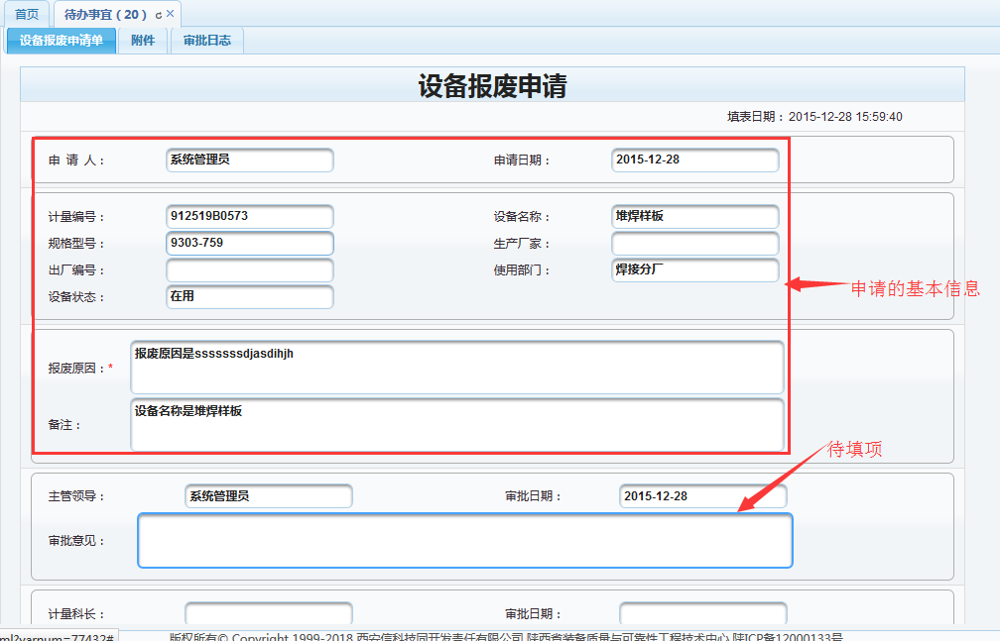 首页 待办事宜（20）
设备报废申请单 附件 审批日志
设备报废申请
填表日期：2015-12-28 15:59:40
申 请 人： 系统管理员 申请日期： 2015-12-28
计量编号： 912519B0573 设备名称： 堆焊样板
规格型号： 9303-759 生产厂家：
出厂编号： 使用部门： 焊接分厂
设备状态： 在用
申请的基本信息
报废原因：* 报废原因是sssssssdjasdihjh
备注： 设备名称是堆焊样板
待填项
主管领导： 系统管理员 审批日期： 2015-12-28
审批意见：
计量科长： 审批日期：
ml?varnum=77432# 版权所有© Copyright 1999-2018 西安信科技同开发责任有限公司 陕西省装备质量与可靠性工程技术中心 陕ICP备12000133号